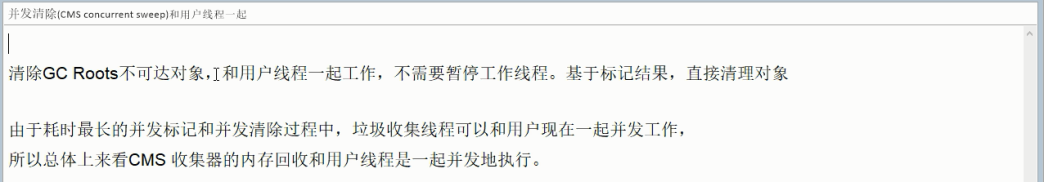 并发清除(CMS concurrent sweep)和用户线程一起
清除GC Roots不可达对象，和用户线程一起工作，不需要暂停工作线程。基于标记结果，直接清理对象
由于耗时最长的并发标记和并发清除过程中，垃圾收集线程可以和用户现在一起并发工作，
所以总体上来看CMS 收集器的内存回收和用户线程是一起并发地执行。